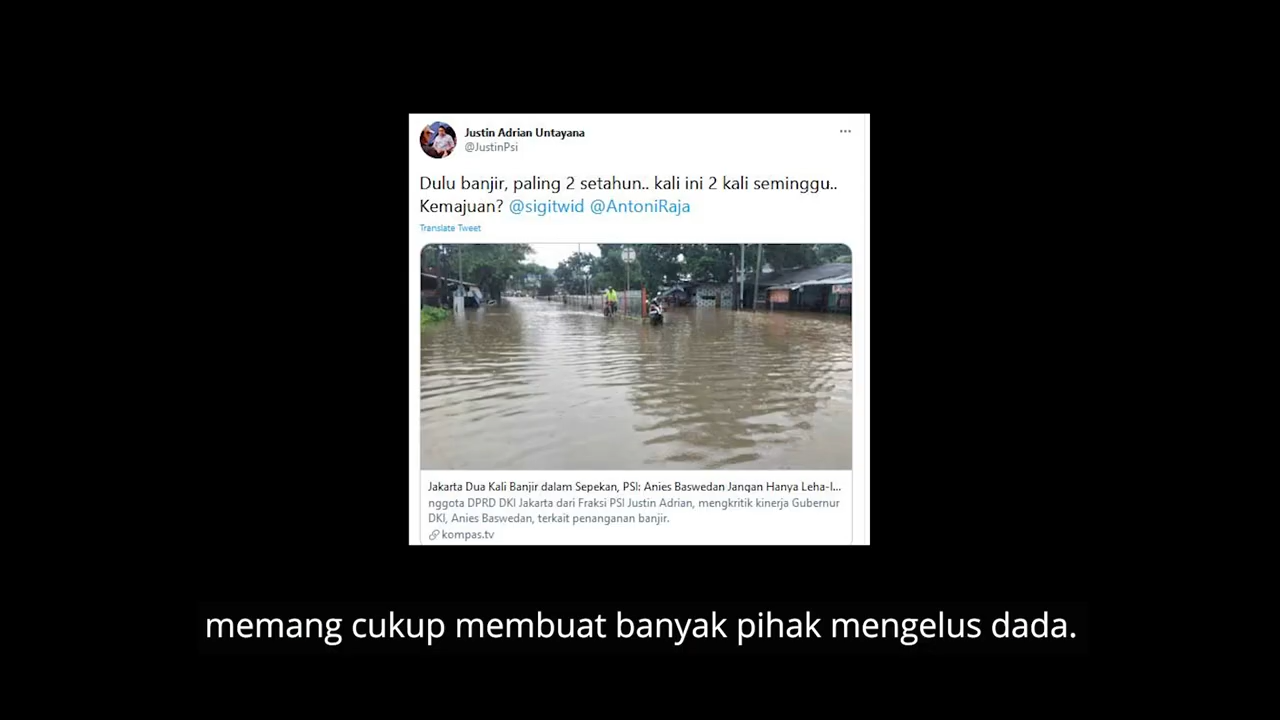 Justin Adrian Untayana
@JustinPsi
Dulu banjir, paling 2 setahun.. kali ini 2 kali seminggu..
Kemajuan? @sigitwid @AntoniRaja
Translate Tweet
Jakarta Dua Kali Banjir dalam Sepekan, PSI: Anies Baswedan Jangan Hanya Leha-l...
nggota DPRD DKI Jakarta dari Fraksi PSI Justin Adrian, mengkritik kinerja Gubernur
DKI, Anies Baswedan, terkait penanganan banjir.
kompas.tv
memang cukup membuat banyak pihak mengelus dada.